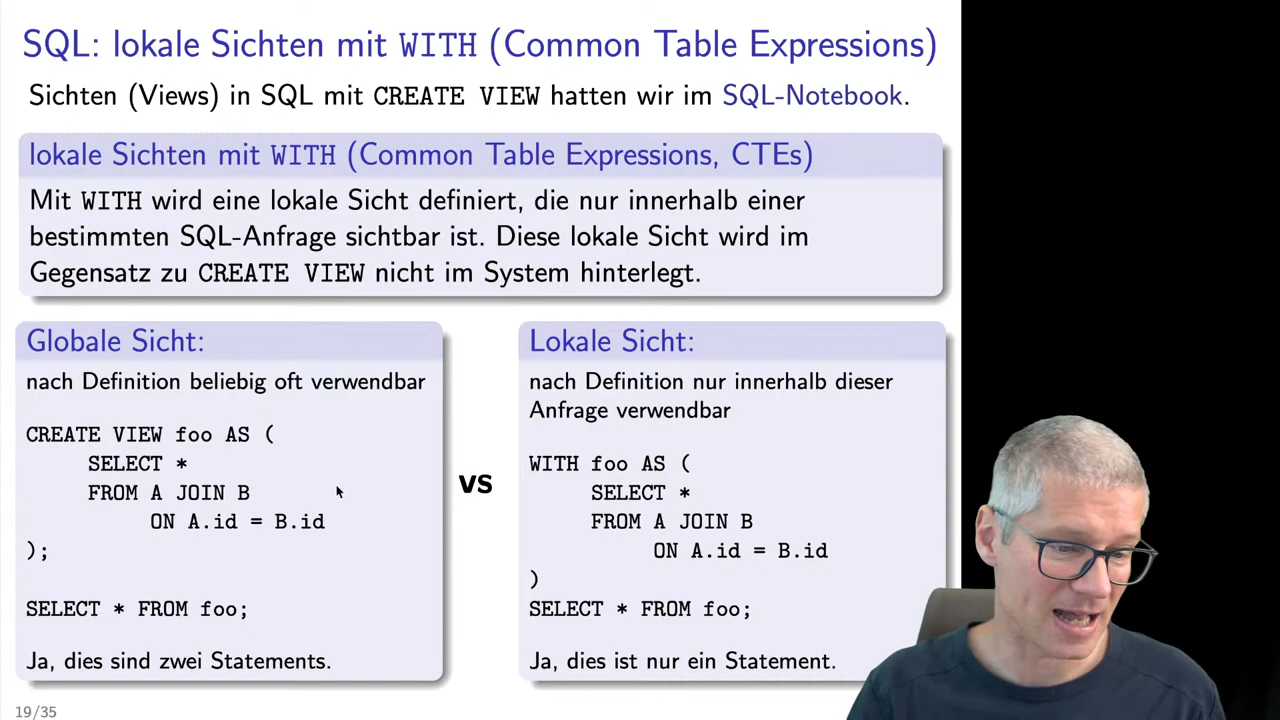 SQL: lokale Sichten mit WITH (Common Table Expressions)
Sichten (Views) in SQL mit CREATE VIEW hatten wir im SQL-Notebook.
lokale Sichten mit WITH (Common Table Expressions, CTEs)
Mit WITH wird eine lokale Sicht definiert, die nur innerhalb einer
bestimmten SQL-Anfrage sichtbar ist. Diese lokale Sicht wird im
Gegensatz zu CREATE VIEW nicht im System hinterlegt.
Globale Sicht:
nach Definition beliebig oft verwendbar
CREATE VIEW foo AS (
SELECT *
FROM A JOIN B
ON A.id = B.id
);
SELECT * FROM foo;
Ja, dies sind zwei Statements.
vs
Lokale Sicht:
nach Definition nur innerhalb dieser
Anfrage verwendbar
WITH foo AS (
SELECT *
FROM A JOIN B
ON A.id = B.id
)
SELECT * FROM foo;
Ja, dies ist nur ein Statement.
19/35